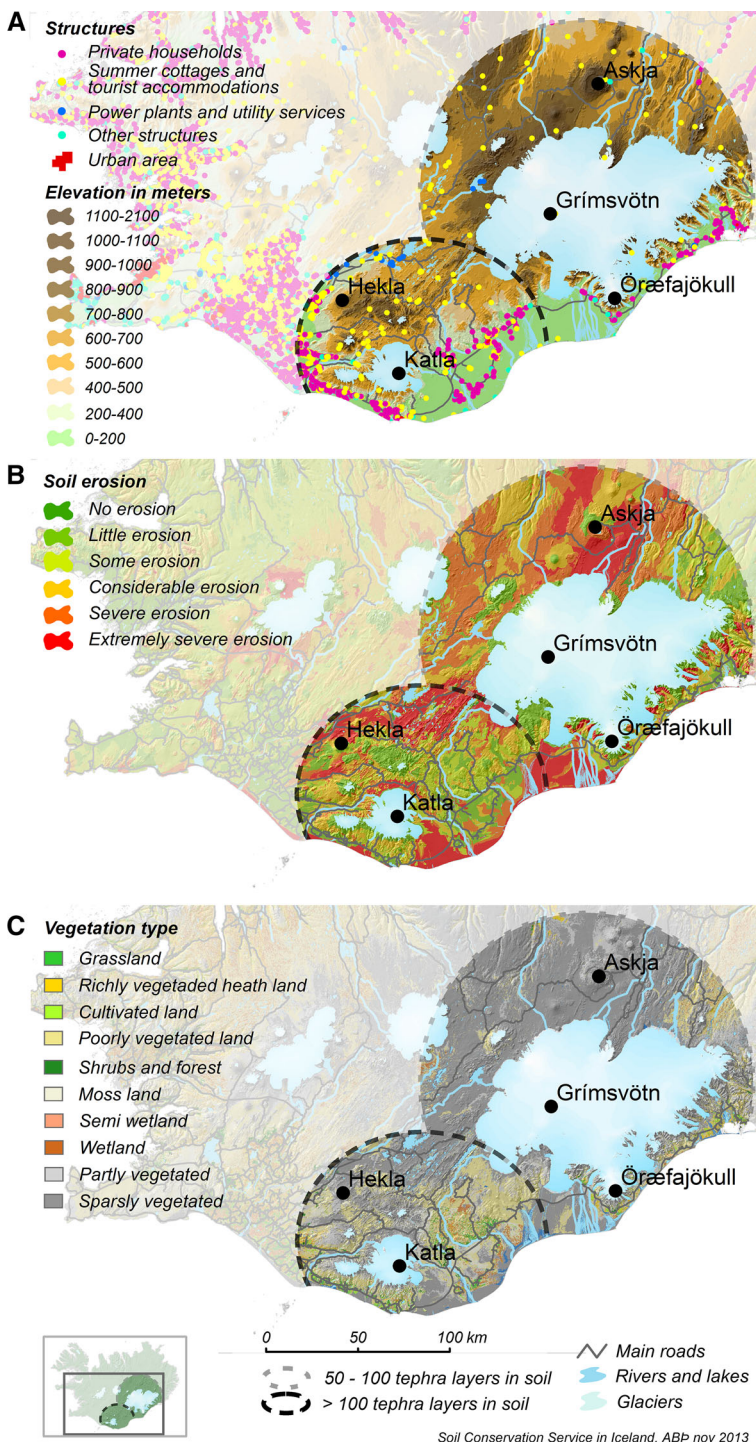 A
Structures
Private households
Summer cottages and
tourist accommodations
Power plants and utility services
Other structures
Urban area
Elevation in meters
1100-2100
1000-1100
900-1000
800-900
700-800
600-700
500-600
400-500
200-400
0-200
Askja
Grímsvötn
Hekla
Öræfajökull
Katla
B
Soil erosion
No erosion
Little erosion
Some erosion
Considerable erosion
Severe erosion
Extremely severe erosion
Askja
Grímsvötn
Hekla
Öræfajökull
Katla
C
Vegetation type
Grassland
Richly vegetaded heath land
Cultivated land
Poorly vegetated land
Shrubs and forest
Moss land
Semi wetland
Wetland
Partly vegetated
Sparsly vegetated
Askja
Grímsvötn
Hekla
Öræfajökull
Katla
0 50 100 km
50 - 100 tephra layers in soil
> 100 tephra layers in soil
Main roads
Rivers and lakes
Glaciers
Soil Conservation Service in Iceland, ABÞ nov 2013